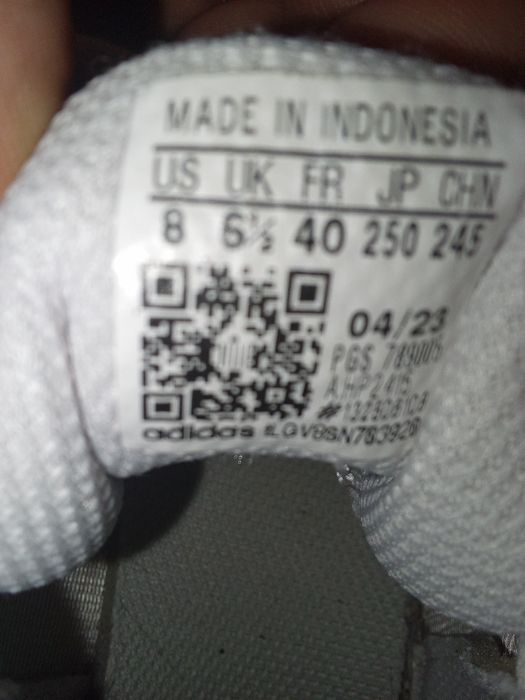 MADE IN INDONESIA
US UK FR JP CHN
8 6½ 40 250 245
04/23
PGS 789005
AHP2415
adidas